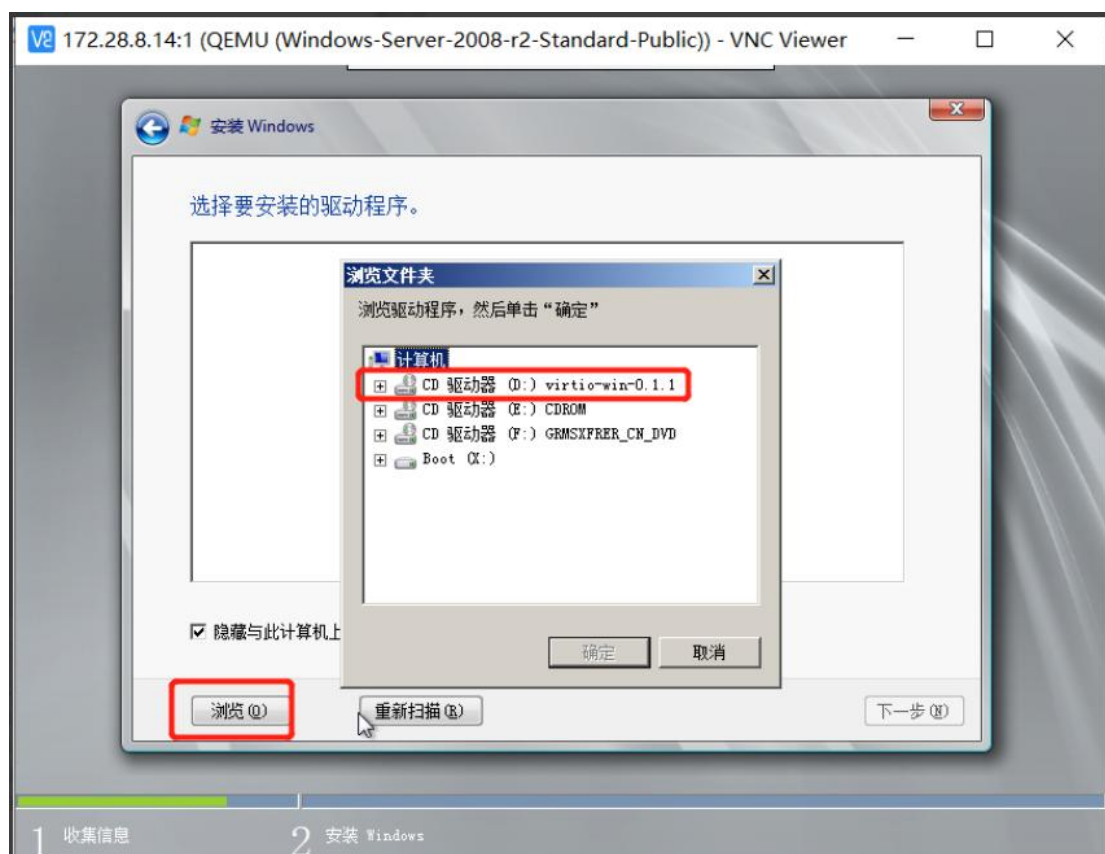 V2 172.28.8.14:1 (QEMU (Windows-Server-2008-r2-Standard-Public)) - VNC Viewer
安装 Windows
选择要安装的驱动程序。
浏览文件夹
浏览驱动程序，然后单击“确定”
计算机
CD 驱动器 (D:) virtio-win-0.1.1
CD 驱动器 (E:) CDROM
CD 驱动器 (F:) GRMSXFRER_CN_DVD
Boot (X:)
隐藏与此计算机上
确定 取消
浏览(O) 重新扫描(R) 下一步(N)
1 收集信息 2 安装 Windows